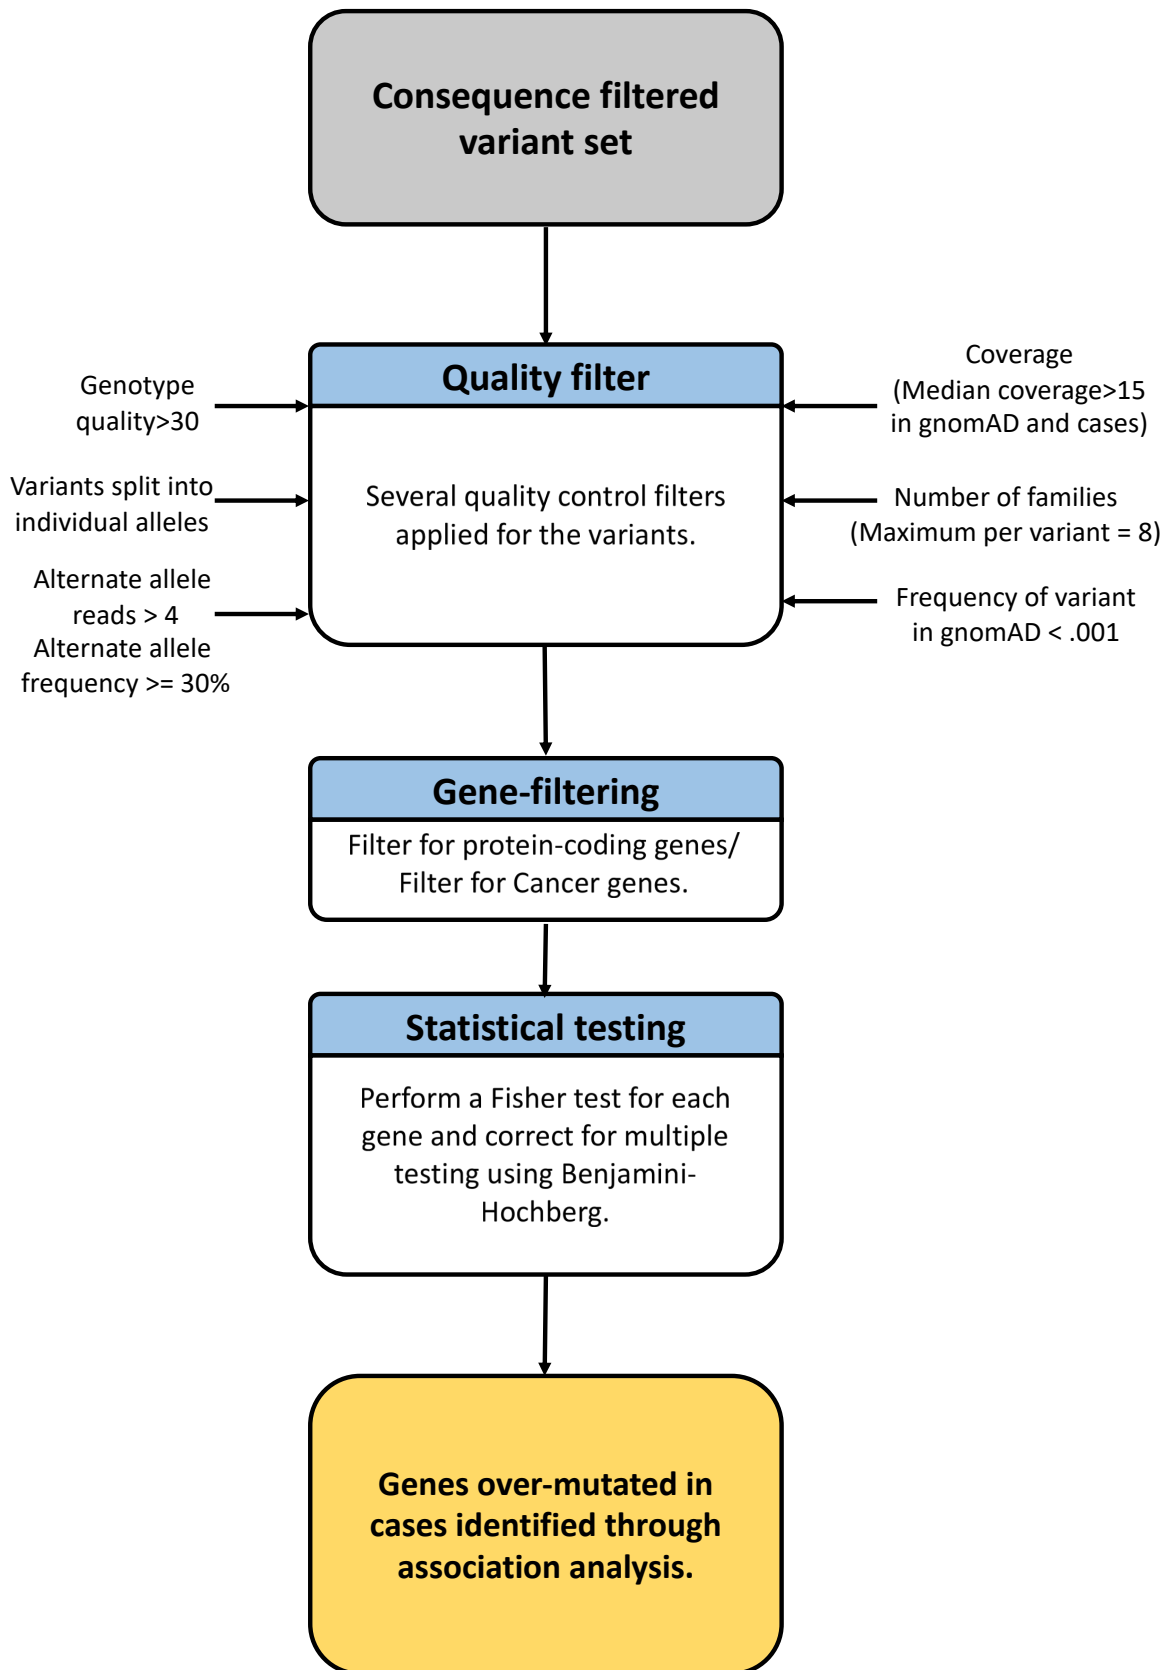 Consequence filtered
variant set
Quality filter
Genotype
quality>30
Variants split into
individual alleles
Alternate allele
reads > 4
Alternate allele
frequency >= 30%
Several quality control filters
applied for the variants.
Coverage
(Median coverage>15
in gnomAD and cases)
Number of families
(Maximum per variant = 8)
Frequency of variant
in gnomAD < .001
Gene-filtering
Filter for protein-coding genes/
Filter for Cancer genes.
Statistical testing
Perform a Fisher test for each
gene and correct for multiple
testing using Benjamini-
Hochberg.
Genes over-mutated in
cases identified through
association analysis.